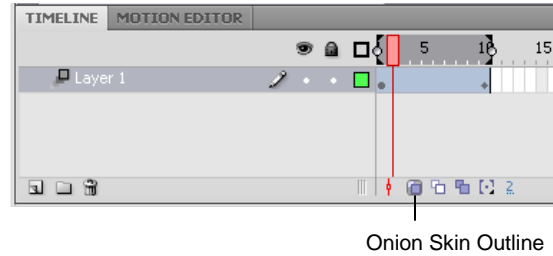 TIMELINE MOTION EDITOR
5 10 15
Layer 1
2
Onion Skin Outline